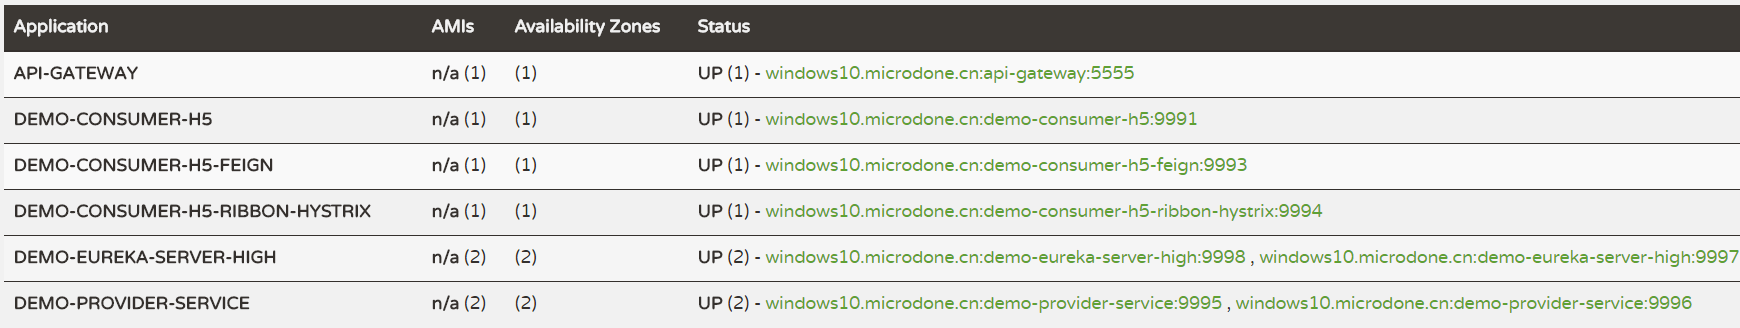 Application AMIs Availability Zones Status
API-GATEWAY n/a (1) (1) UP (1) - windows10.microdone.cn:api-gateway:5555
DEMO-CONSUMER-H5 n/a (1) (1) UP (1) - windows10.microdone.cn:demo-consumer-h5:9991
DEMO-CONSUMER-H5-FEIGN n/a (1) (1) UP (1) - windows10.microdone.cn:demo-consumer-h5-feign:9993
DEMO-CONSUMER-H5-RIBBON-HYSTRIX n/a (1) (1) UP (1) - windows10.microdone.cn:demo-consumer-h5-ribbon-hystrix:9994
DEMO-EUREKA-SERVER-HIGH n/a (2) (2) UP (2) - windows10.microdone.cn:demo-eureka-server-high:9998 , windows10.microdone.cn:demo-eureka-server-high:9997
DEMO-PROVIDER-SERVICE n/a (2) (2) UP (2) - windows10.microdone.cn:demo-provider-service:9995 , windows10.microdone.cn:demo-provider-service:9996